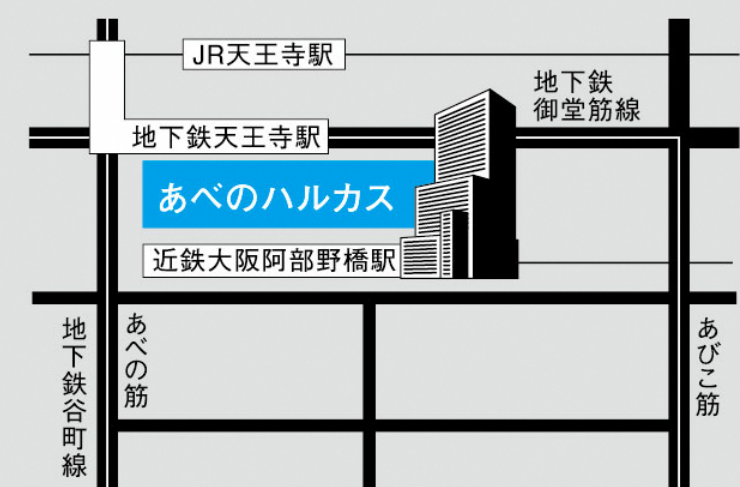 JR天王寺駅
地下鉄
御堂筋線
地下鉄天王寺駅
あべのハルカス
近鉄大阪阿部野橋駅
地下鉄谷町線
あべの筋
あびこ筋